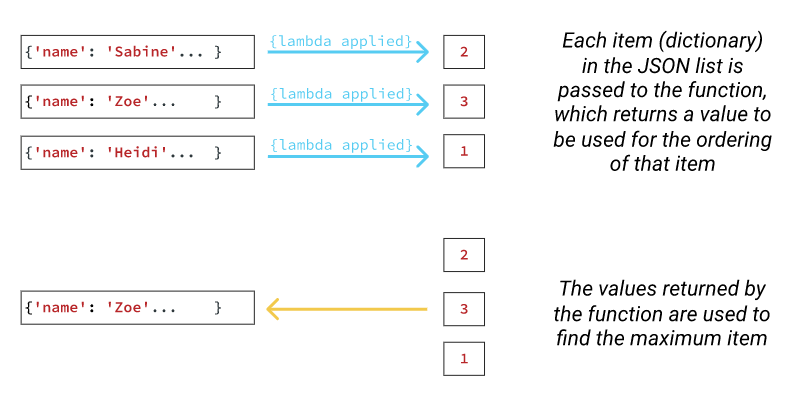 {'name': 'Sabine'... }
{lambda applied}
2
{'name': 'Zoe'... }
{lambda applied}
3
{'name': 'Heidi'... }
{lambda applied}
1
Each item (dictionary)
in the JSON list is
passed to the function,
which returns a value to
be used for the ordering
of that item
2
{'name': 'Zoe'... }
3
1
The values returned by
the function are used to
find the maximum item